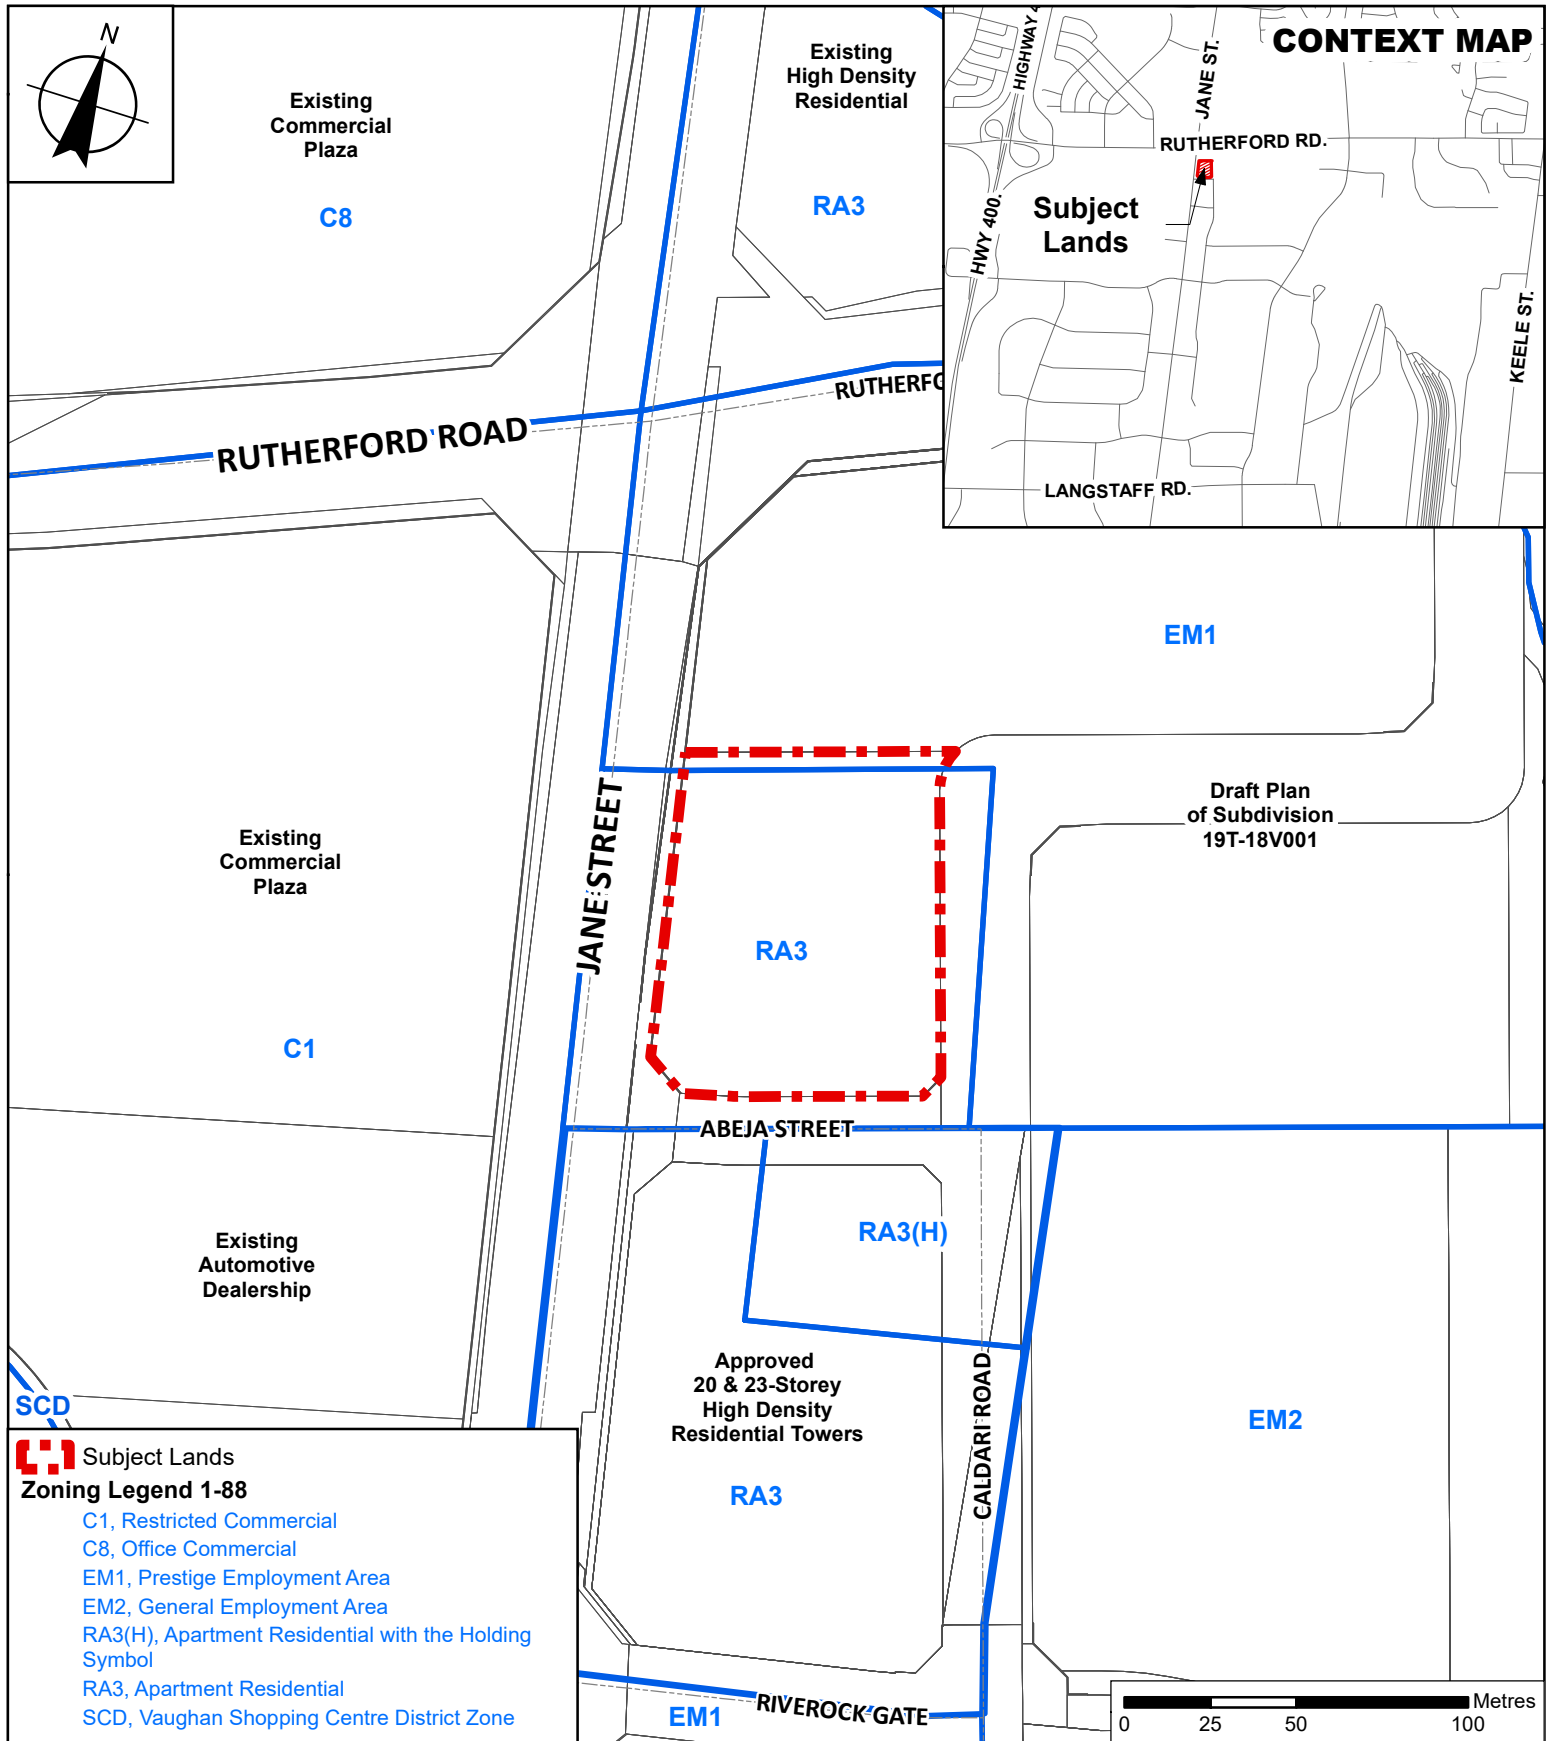 N
Existing
Commercial
Plaza
C8
Existing
High Density
Residential
RA3
CONTEXT MAP
HIGHWAY 4
JANE ST.
RUTHERFORD RD.
Subject
Lands
HWY 400.
KEELE ST.
LANGSTAFF RD.
RUTHERFORD ROAD
RUTHERFO
EM1
JANE STREET
Existing
Commercial
Plaza
C1
RA3
Draft Plan
of Subdivision
19T-18V001
ABEJA STREET
RA3(H)
Existing
Automotive
Dealership
SCD
Approved
20 & 23-Storey
High Density
Residential Towers
RA3
CALDARI ROAD
EM2
EM1
RIVEROCK GATE
Subject Lands
Zoning Legend 1-88
C1, Restricted Commercial
C8, Office Commercial
EM1, Prestige Employment Area
EM2, General Employment Area
RA3(H), Apartment Residential with the Holding
Symbol
RA3, Apartment Residential
SCD, Vaughan Shopping Centre District Zone
Metres
0 25 50 100